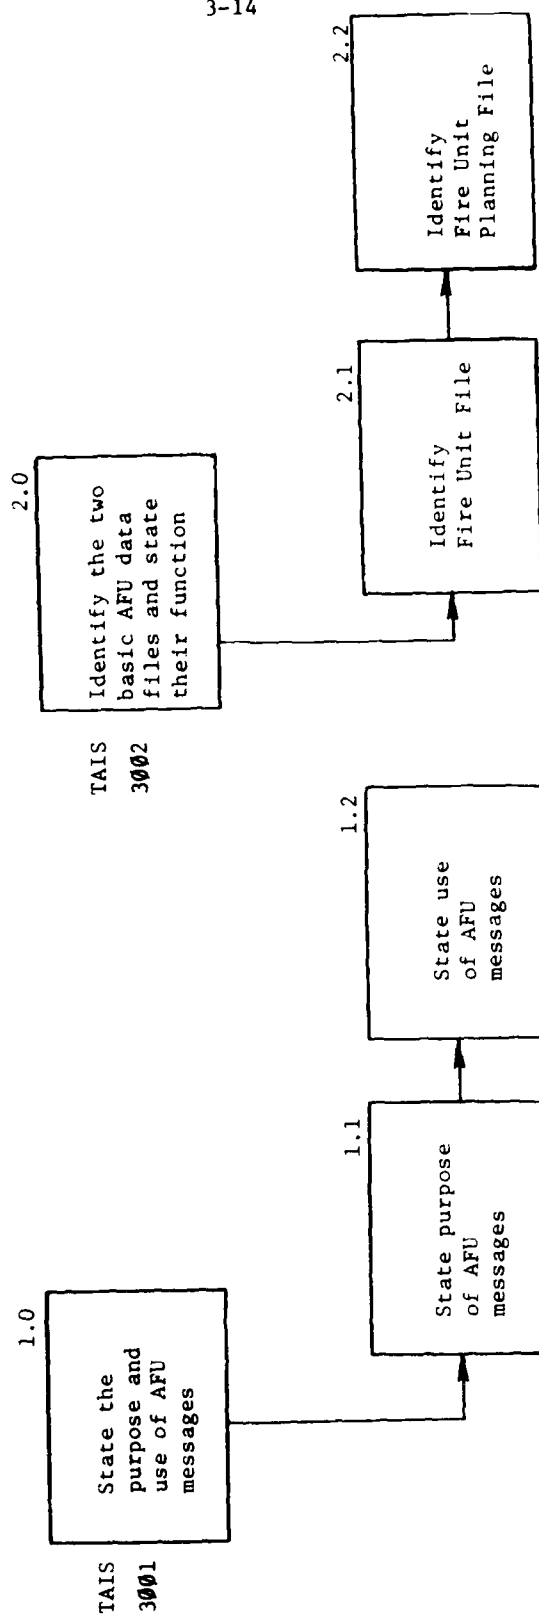 3-14
TAIS
3ØØ1
1.0
State the
purpose and
use of AFU
messages
1.1
State purpose
of AFU
messages
1.2
State use
of AFU
messages
TAIS
3ØØ2
2.0
Identify the two
basic AFU data
files and state
their function
2.1
Identify
Fire Unit File
2.2
Identify
Fire Unit
Planning File